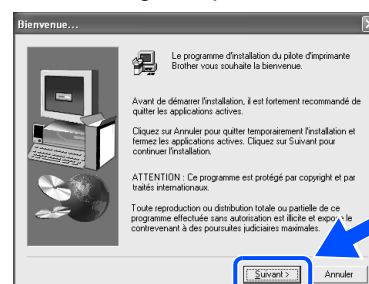 Bienvenue...
Le programme d'installation du pilote d'imprimante
Brother vous souhaite la bienvenue.
Avant de démarrer l'installation, il est fortement recommandé de
quitter les applications actives.
Cliquez sur Annuler pour quitter temporairement l'installation et
fermez les applications actives. Cliquez sur Suivant pour
continuer l'installation.
ATTENTION : Ce programme est protégé par copyright et par
traités internationaux.
Toute reproduction ou distribution totale ou partielle de ce
programme effectuée sans autorisation est illicite et expose le
contrevenant à des poursuites judiciaires maximales.
Suivant >
Annuler